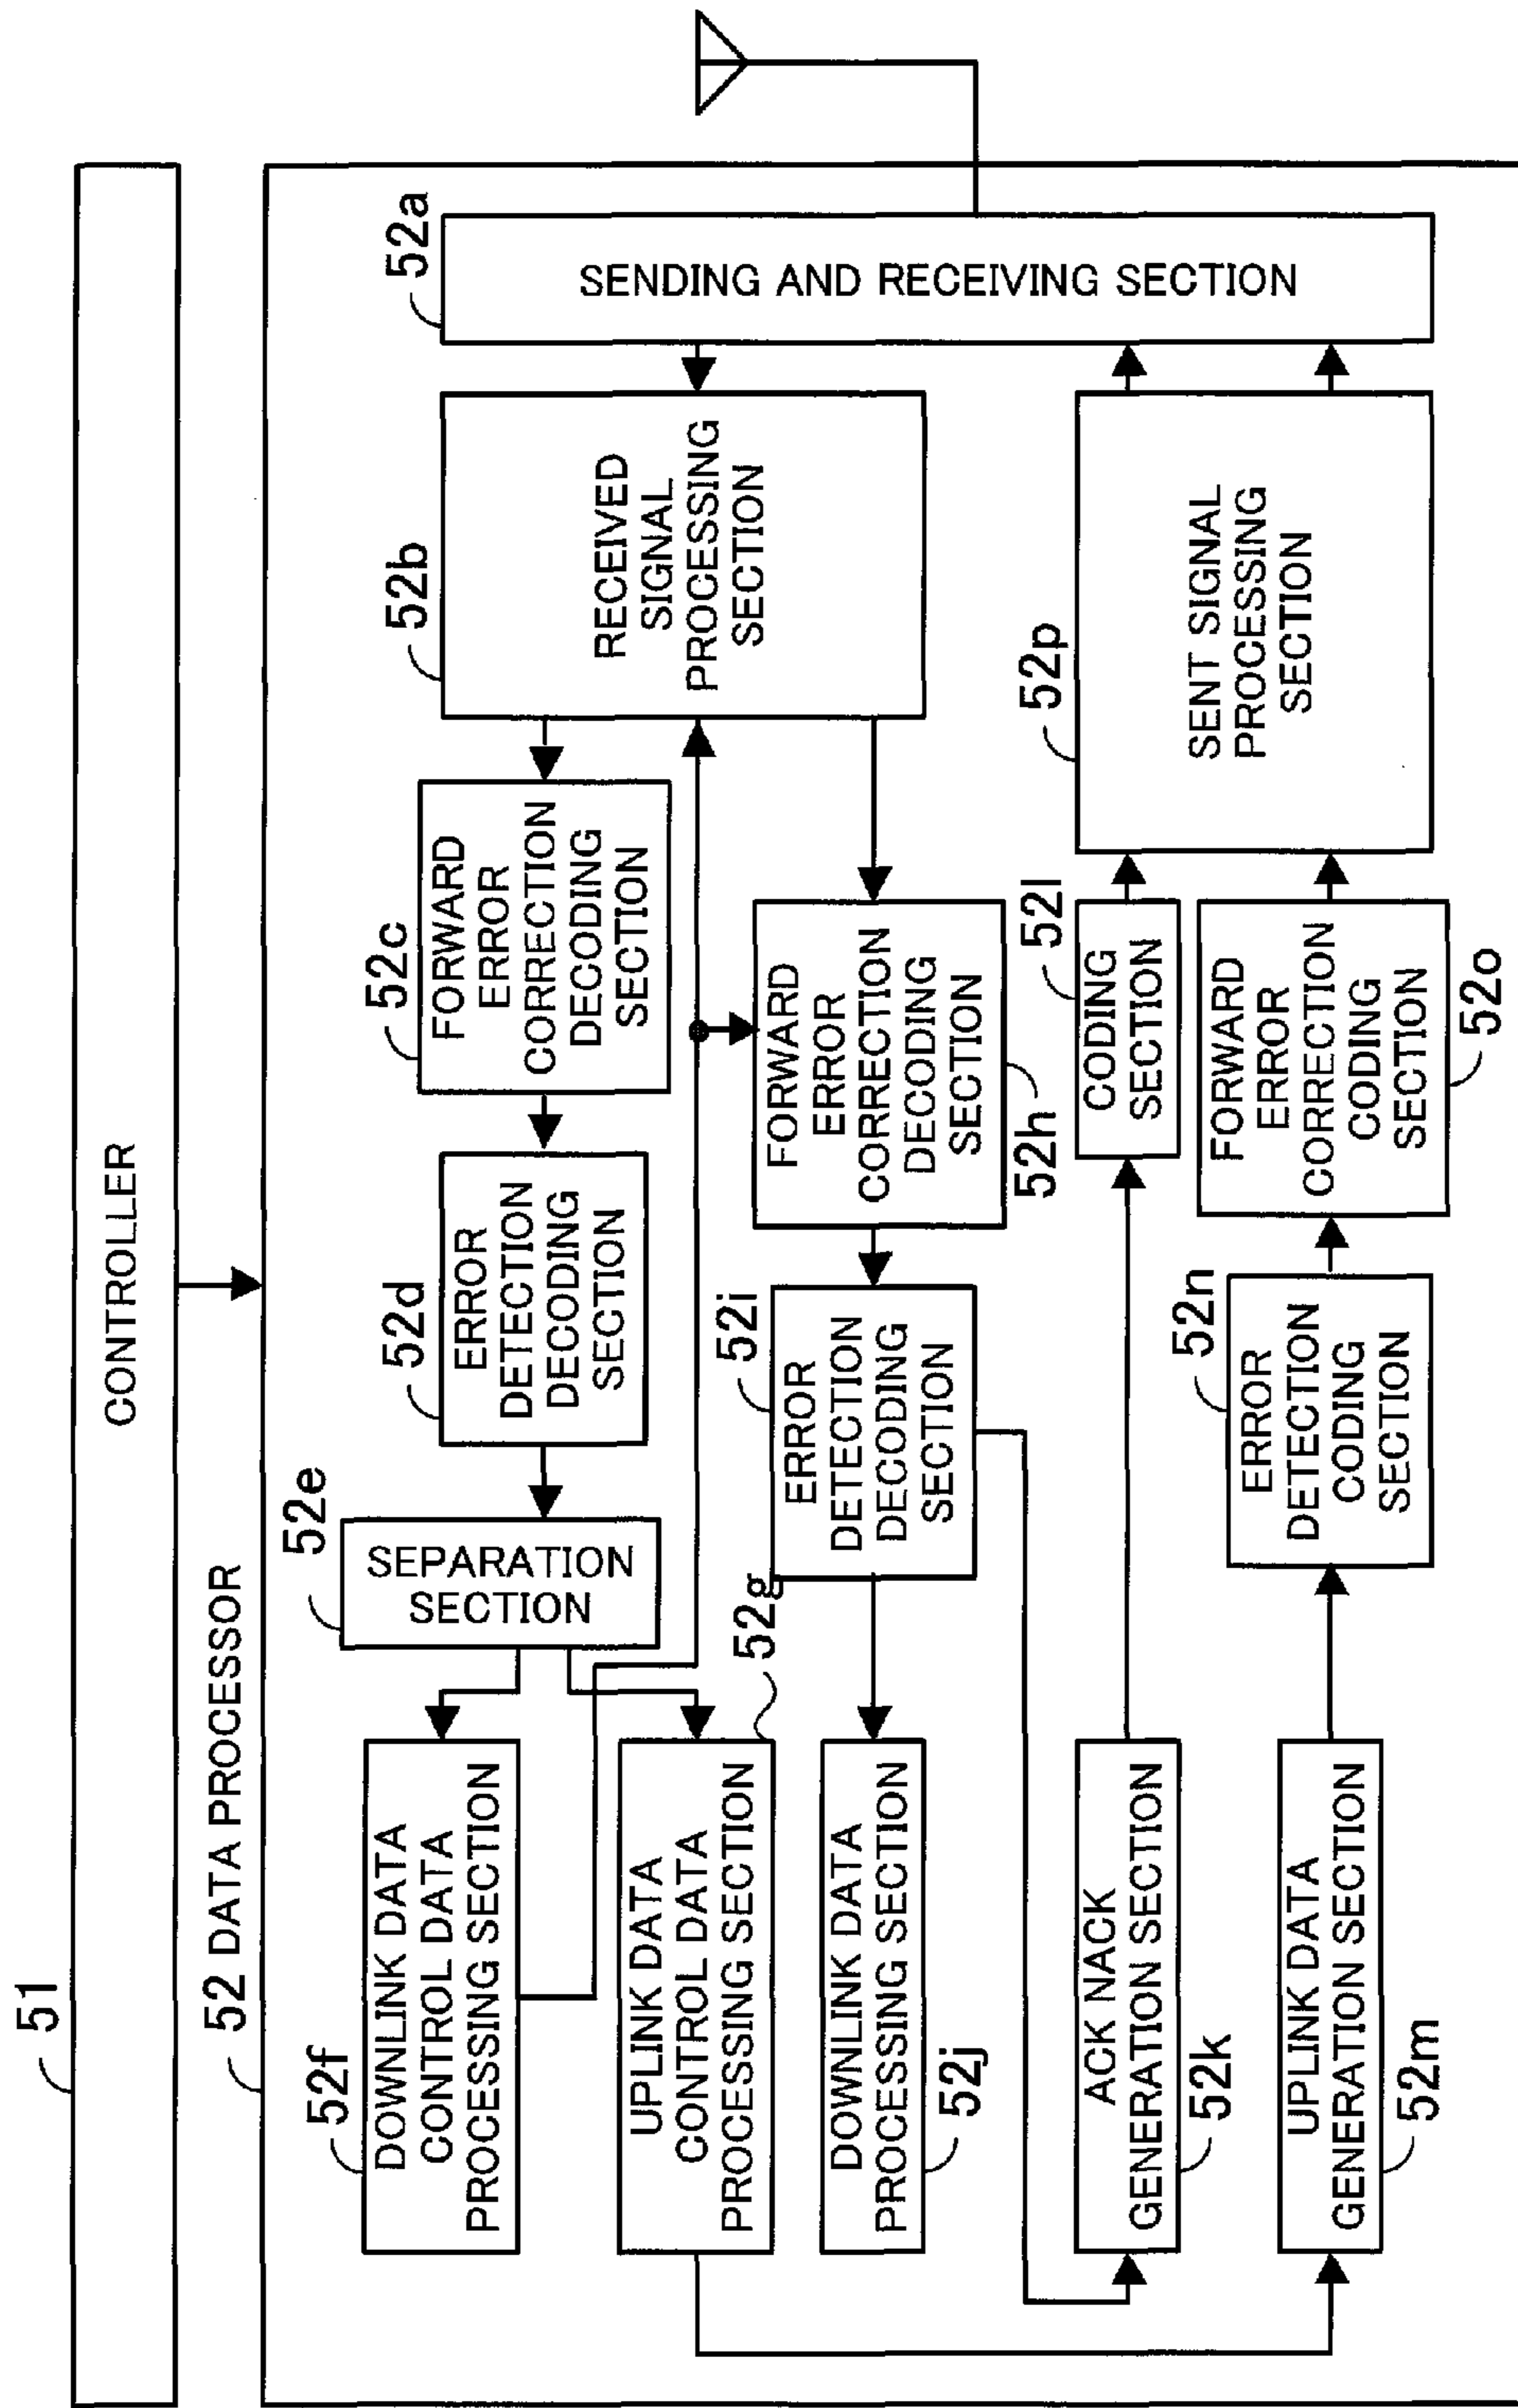 51
CONTROLLER
52 DATA PROCESSOR
52f
DOWNLINK DATA
CONTROL DATA
PROCESSING SECTION
52e
SEPARATION
SECTION
52d
ERROR
DETECTION
DECODING
SECTION
52c
FORWARD
ERROR
CORRECTION
DECODING
SECTION
52b
RECEIVED
SIGNAL
PROCESSING
SECTION
52a
SENDING AND RECEIVING SECTION
UPLINK DATA
CONTROL DATA
PROCESSING SECTION
52g
DOWNLINK DATA
PROCESSING SECTION
52j
52i
ERROR
DETECTION
DECODING
SECTION
FORWARD
ERROR
CORRECTION
DECODING
SECTION
52h
ACK NACK
GENERATION SECTION
52k
CODING
SECTION
52l
52p
SENT SIGNAL
PROCESSING
SECTION
UPLINK DATA
GENERATION SECTION
52m
52n
ERROR
DETECTION
CODING
SECTION
FORWARD
ERROR
CORRECTION
CODING
SECTION
52o